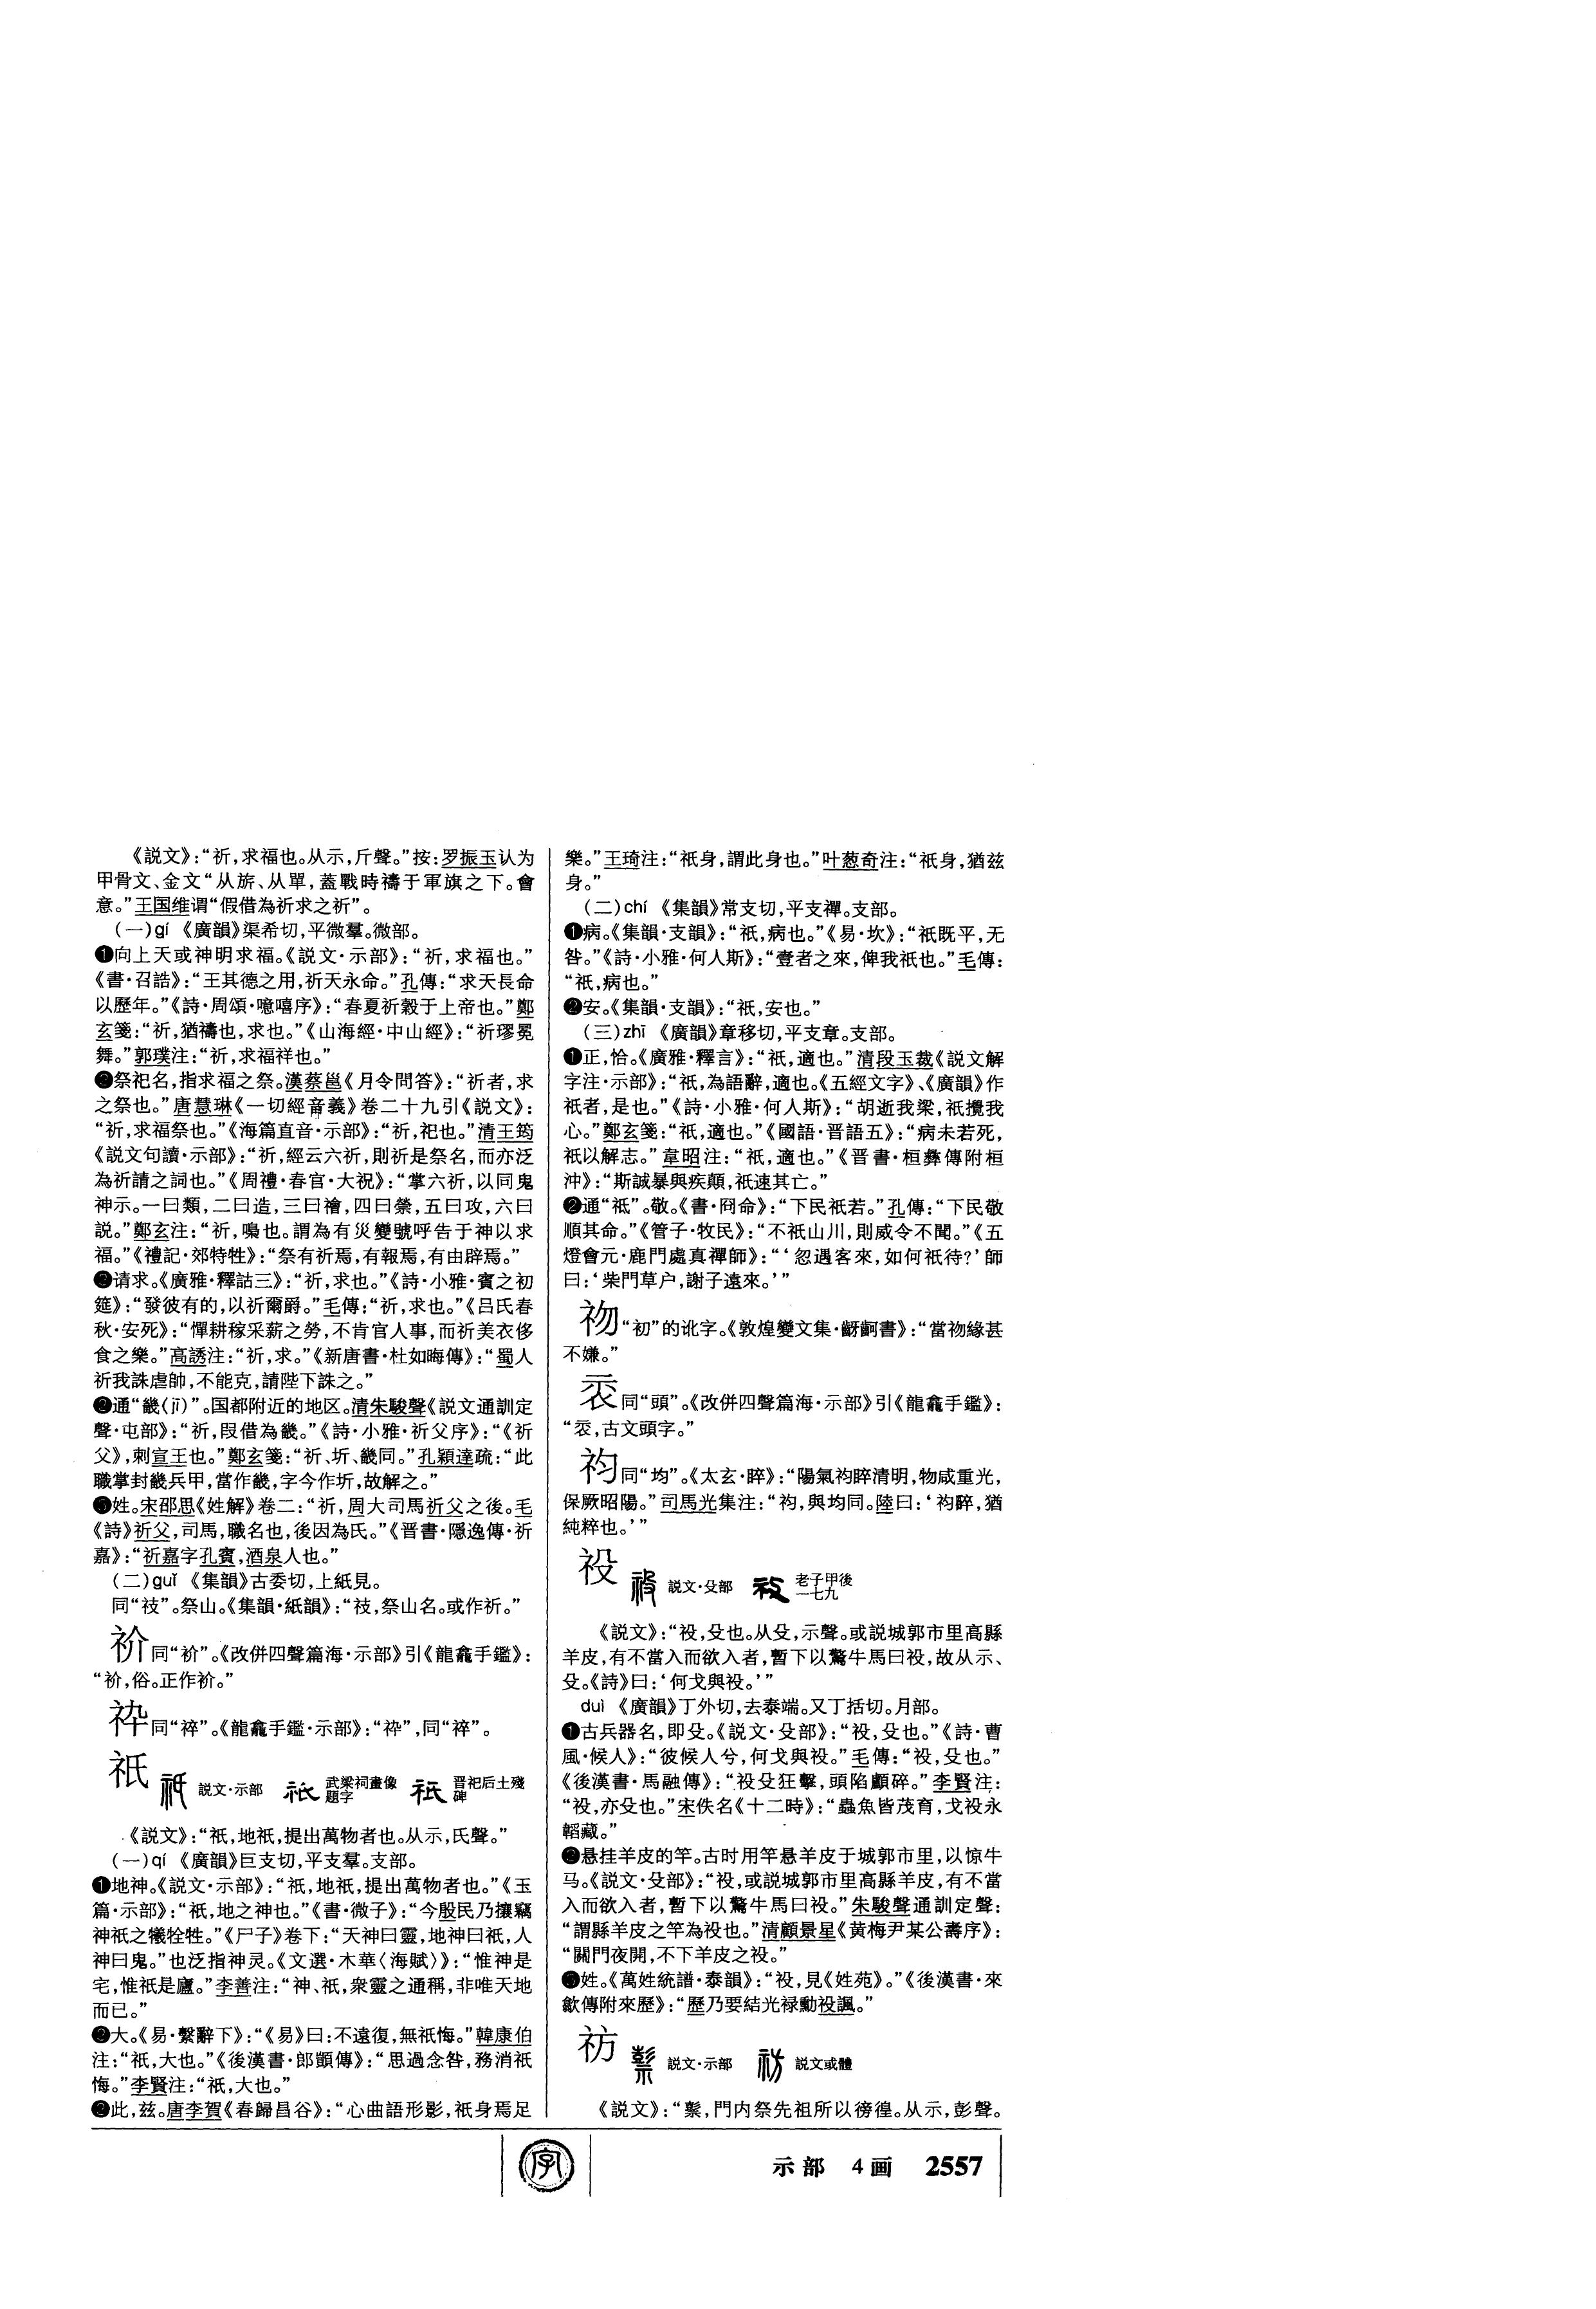 《説文》：“祈，求福也。从示，斤聲。”按：罗振玉认为
甲骨文、金文“从旂、从單，蓋戰時禱于軍旗之下。會
意。”王国维谓“假借為祈求之祈”。
（一）qí 《廣韻》渠希切，平微羣。微部。
❶向上天或神明求福。《説文·示部》：“祈，求福也。”
《書·召誥》：“王其德之用，祈天永命。”孔傳：“求天長命
以歷年。”《詩·周頌·噫嘻序》：“春夏祈穀于上帝也。”鄭
玄箋：“祈，猶禱也，求也。”《山海經·中山經》：“祈璆冕
舞。”郭璞注：“祈，求福祥也。”
❷祭祀名，指求福之祭。漢蔡邕《月令問答》：“祈者，求
之祭也。”唐慧琳《一切經音義》卷二十九引《説文》：
“祈，求福祭也。”《海篇直音·示部》：“祈，祀也。”清王筠
《説文句讀·示部》：“祈，經云六祈，則祈是祭名，而亦泛
為祈請之詞也。”《周禮·春官·大祝》：“掌六祈，以同鬼
神示。一曰類，二曰造，三曰禬，四曰禜，五曰攻，六曰
説。”鄭玄注：“祈，嘄也。謂為有災變號呼告于神以求
福。”《禮記·郊特牲》：“祭有祈焉，有報焉，有由辟焉。”
❷请求。《廣雅·釋詁三》：“祈，求也。”《詩·小雅·賓之初
筵》：“發彼有的，以祈爾爵。”毛傳：“祈，求也。”《吕氏春
秋·安死》：“憚耕稼采薪之勞，不肯官人事，而祈美衣侈
食之樂。”高誘注：“祈，求。”《新唐書·杜如晦傳》：“蜀人
祈我誅虐帥，不能克，請陛下誅之。”
❷通“畿（jī）”。国都附近的地区。清朱駿聲《説文通訓定
聲·屯部》：“祈，叚借為畿。”《詩·小雅·祈父序》：“《祈
父》，刺宣王也。”鄭玄箋：“祈、圻、畿同。”孔穎達疏：“此
職掌封畿兵甲，當作畿，字今作圻，故解之。”
❺姓。宋邵思《姓解》卷二：“祈，周大司馬祈父之後。毛
《詩》祈父，司馬，職名也，後因為氏。”《晋書·隱逸傳·祈
嘉》：“祈嘉字孔賓，酒泉人也。”
（二）guǐ 《集韻》古委切，上紙見。
同“䘮”。祭山。《集韻·紙韻》：“，祭山名。或作祈。”
祄同“祄”。《改併四聲篇海·示部》引《龍龕手鑑》：
“祄，俗。正作祄。”
同“䘹”。《龍龕手鑑·示部》：“”，同“”。
祇 説文·示部 武梁祠畫像題字 晋祀后土殘碑
《説文》：“祇，地祇，提出萬物者也。从示，氏聲。”
（一）qí 《廣韻》巨支切，平支羣。支部。
❶地神。《説文·示部》：“祇，地祇，提出萬物者也。”《玉
篇·示部》：“祇，地之神也。”《書·微子》：“今殷民乃攘竊
神祇之犧牷牲。”《尸子》卷下：“天神曰靈，地神曰祇，人
神曰鬼。”也泛指神灵。《文選·木華〈海賦〉》：“惟神是
宅，惟祇是廬。”李善注：“神、祇，衆靈之通稱，非唯天地
而已。”
❷大。《易·繫辭下》：“《易》曰：不遠復，無祇悔。”韓康伯
注：“祇，大也。”《後漢書·郎顗傳》：“思過念咎，務消祇
悔。”李賢注：“祇，大也。”
❷此，兹。唐李賀《春歸昌谷》：“心曲語形影，祇身焉足
樂。”王琦注：“祇身，謂此身也。”叶葱奇注：“祇身，猶兹
身。”
（二）chí 《集韻》常支切，平支禪。支部。
❶病。《集韻·支韻》：“祇，病也。”《易·坎》：“祇既平，无
咎。”《詩·小雅·何人斯》：“壹者之來，俾我祇也。”毛傳：
“祇，病也。”
❷安。《集韻·支韻》：“祇，安也。”
（三）zhǐ 《廣韻》章移切，平支章。支部。
❶正，恰。《廣雅·釋言》：“祇，適也。”清段玉裁《説文解
字注·示部》：“祇，為語辭，適也。《五經文字》、《廣韻》作
祇者，是也。”《詩·小雅·何人斯》：“胡逝我梁，祇攪我
心。”鄭玄箋：“祇，適也。”《國語·晋語五》：“病未若死，
祇以解志。”韋昭注：“祇，適也。”《晋書·桓彝傳附桓
沖》：“斯誠暴與疾顛，祇速其亡。”
❷通“祗”。敬。《書·冏命》：“下民祇若。”孔傳：“下民敬
順其命。”《管子·牧民》：“不祇山川，則威令不聞。”《五
燈會元·鹿門處真禪師》：“‘忽遇客來，如何祇待？’師
曰：‘柴門草户，謝子遠來。’”
“初”的讹字。《敦煌變文集·齖䶗書》：“當緣甚
不嫌。”
同“頭”。《改併四聲篇海·示部》引《龍龕手鑑》：
“，古文頭字。”
袀同“均”。《太玄·睟》：“陽氣袀睟清明，物咸重光，
保厥昭陽。”司馬光集注：“袀，與均同。陸曰：‘袀睟，猶
純粹也。’”
祋 説文·殳部 老子甲後一七九
《説文》：“祋，殳也。从殳，示聲。或説城郭市里高縣
羊皮，有不當入而欲入者，暫下以驚牛馬曰祋，故从示、
殳。《詩》曰：‘何戈與祋。’”
duì 《廣韻》丁外切，去泰端。又丁括切。月部。
❶古兵器名，即殳。《説文·殳部》：“祋，殳也。”《詩·曹
風·候人》：“彼候人兮，何戈與祋。”毛傳：“祋，殳也。”
《後漢書·馬融傳》：“祋殳狂擊，頭陷顱碎。”李賢注：
“祋，亦殳也。”宋佚名《十二時》：“蟲魚皆茂育，戈祋永
韜藏。”
❷悬挂羊皮的竿。古时用竿悬羊皮于城郭市里，以惊牛
马。《説文·殳部》：“祋，或説城郭市里高縣羊皮，有不當
入而欲入者，暫下以驚牛馬曰祋。”朱駿聲通訓定聲：
“謂縣羊皮之竿為祋也。”清顧景星《黄梅尹某公壽序》：
“關門夜開，不下羊皮之祋。”
❸姓。《萬姓統譜·泰韻》：“祋，見《姓苑》。”《後漢書·來
歙傳附來歷》：“歷乃要結光禄勳祋諷。”
祊 説文·示部 説文或體
《説文》：“𥛱，門内祭先祖所以徬徨。从示，彭聲。
字
示部 4画 2557